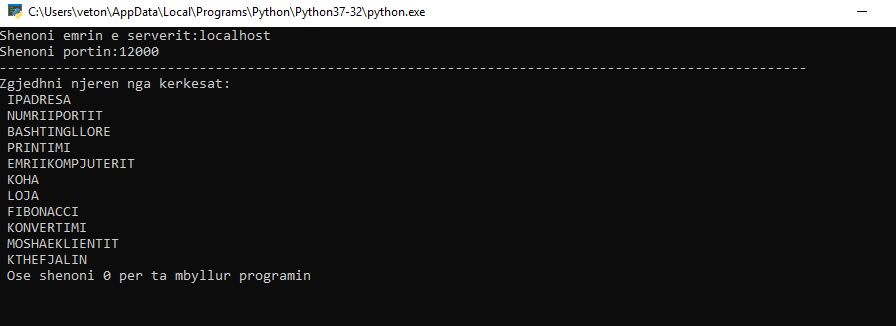 C:\Users\veton\AppData\Local\Programs\Python\Python37-32\python.exe
Shenoni emrin e serverit:localhost
Shenoni portin:12000
----------------------------------------------------------------------------------------------------
Zgjedhni njeren nga kerkesat:
IPADRESA
NUMRIIPORTIT
BASHTINGLLORE
PRINTIMI
EMRIIKOMPJUTERIT
KOHA
LOJA
FIBONACCI
KONVERTIMI
MOSHAEKLIENTIT
KTHEFJALIN
Ose shenoni 0 per ta mbyllur programin